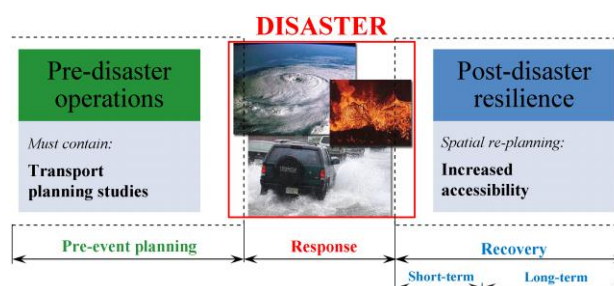 DISASTER
Pre-disaster
operations
Must contain:
Transport
planning studies
Post-disaster
resilience
Spatial re-planning:
Increased
accessibility
Pre-event planning
Response
Recovery
Short-term
Long-term